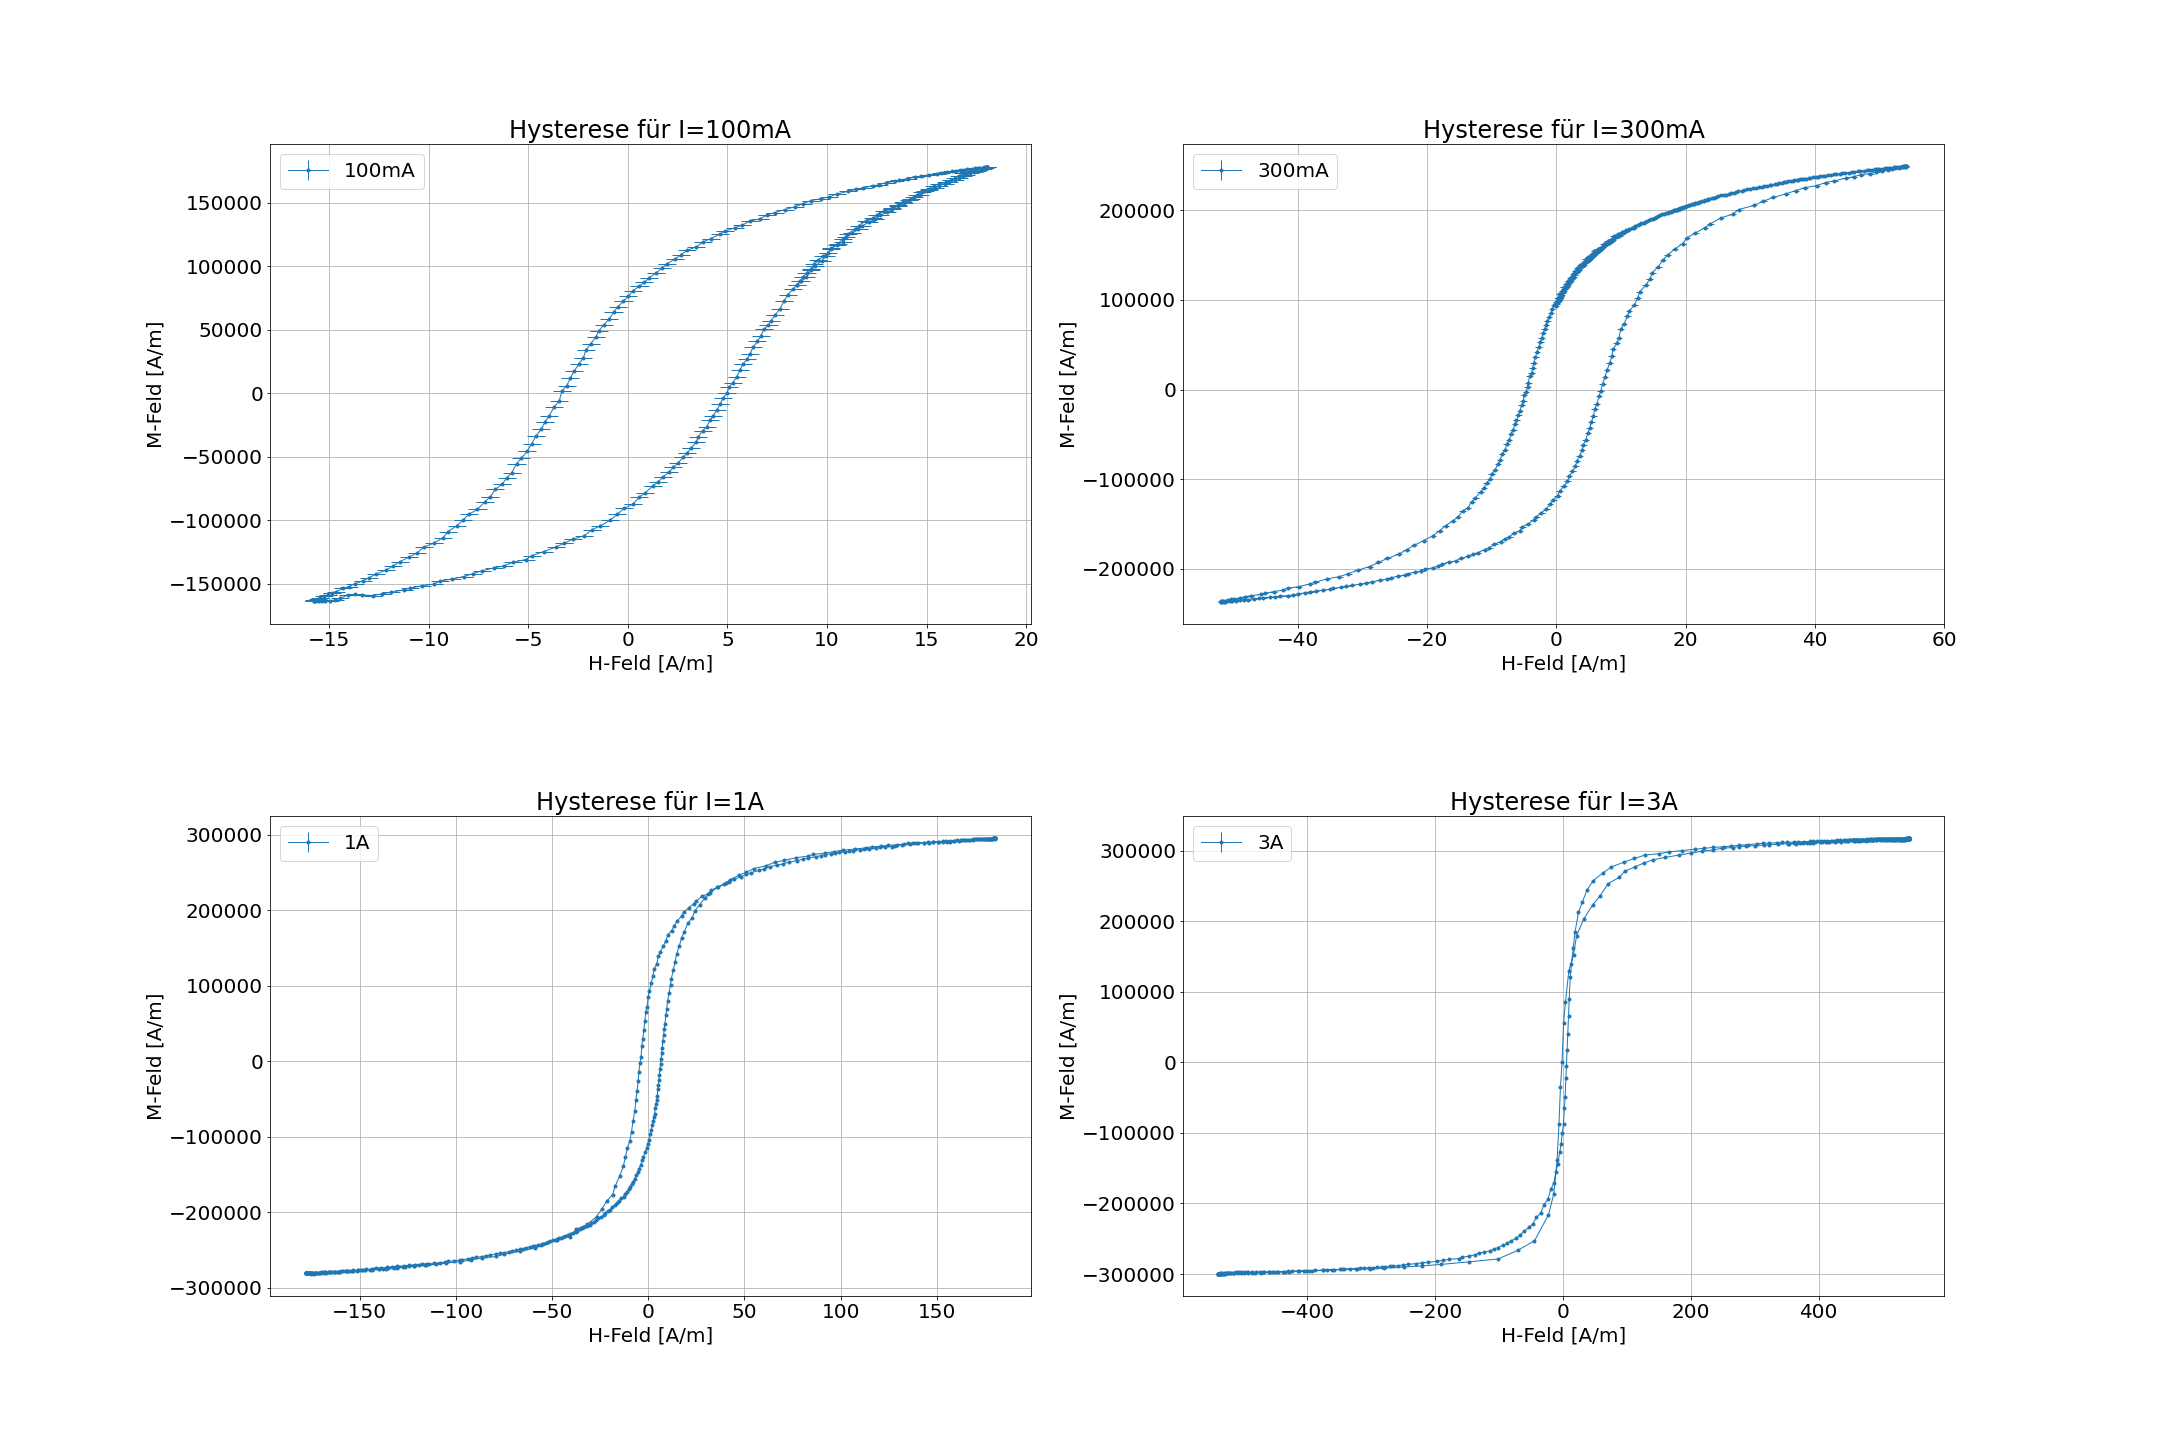 Hysterese für I=100mA
100mA
150000
100000
50000
0
−50000
−100000
−150000
M-Feld [A/m]
−15 −10 −5 0 5 10 15 20
H-Feld [A/m]
Hysterese für I=300mA
300mA
200000
100000
0
−100000
−200000
M-Feld [A/m]
−40 −20 0 20 40 60
H-Feld [A/m]
Hysterese für I=1A
1A
300000
200000
100000
0
−100000
−200000
−300000
M-Feld [A/m]
−150 −100 −50 0 50 100 150
H-Feld [A/m]
Hysterese für I=3A
3A
300000
200000
100000
0
−100000
−200000
−300000
M-Feld [A/m]
−400 −200 0 200 400
H-Feld [A/m]